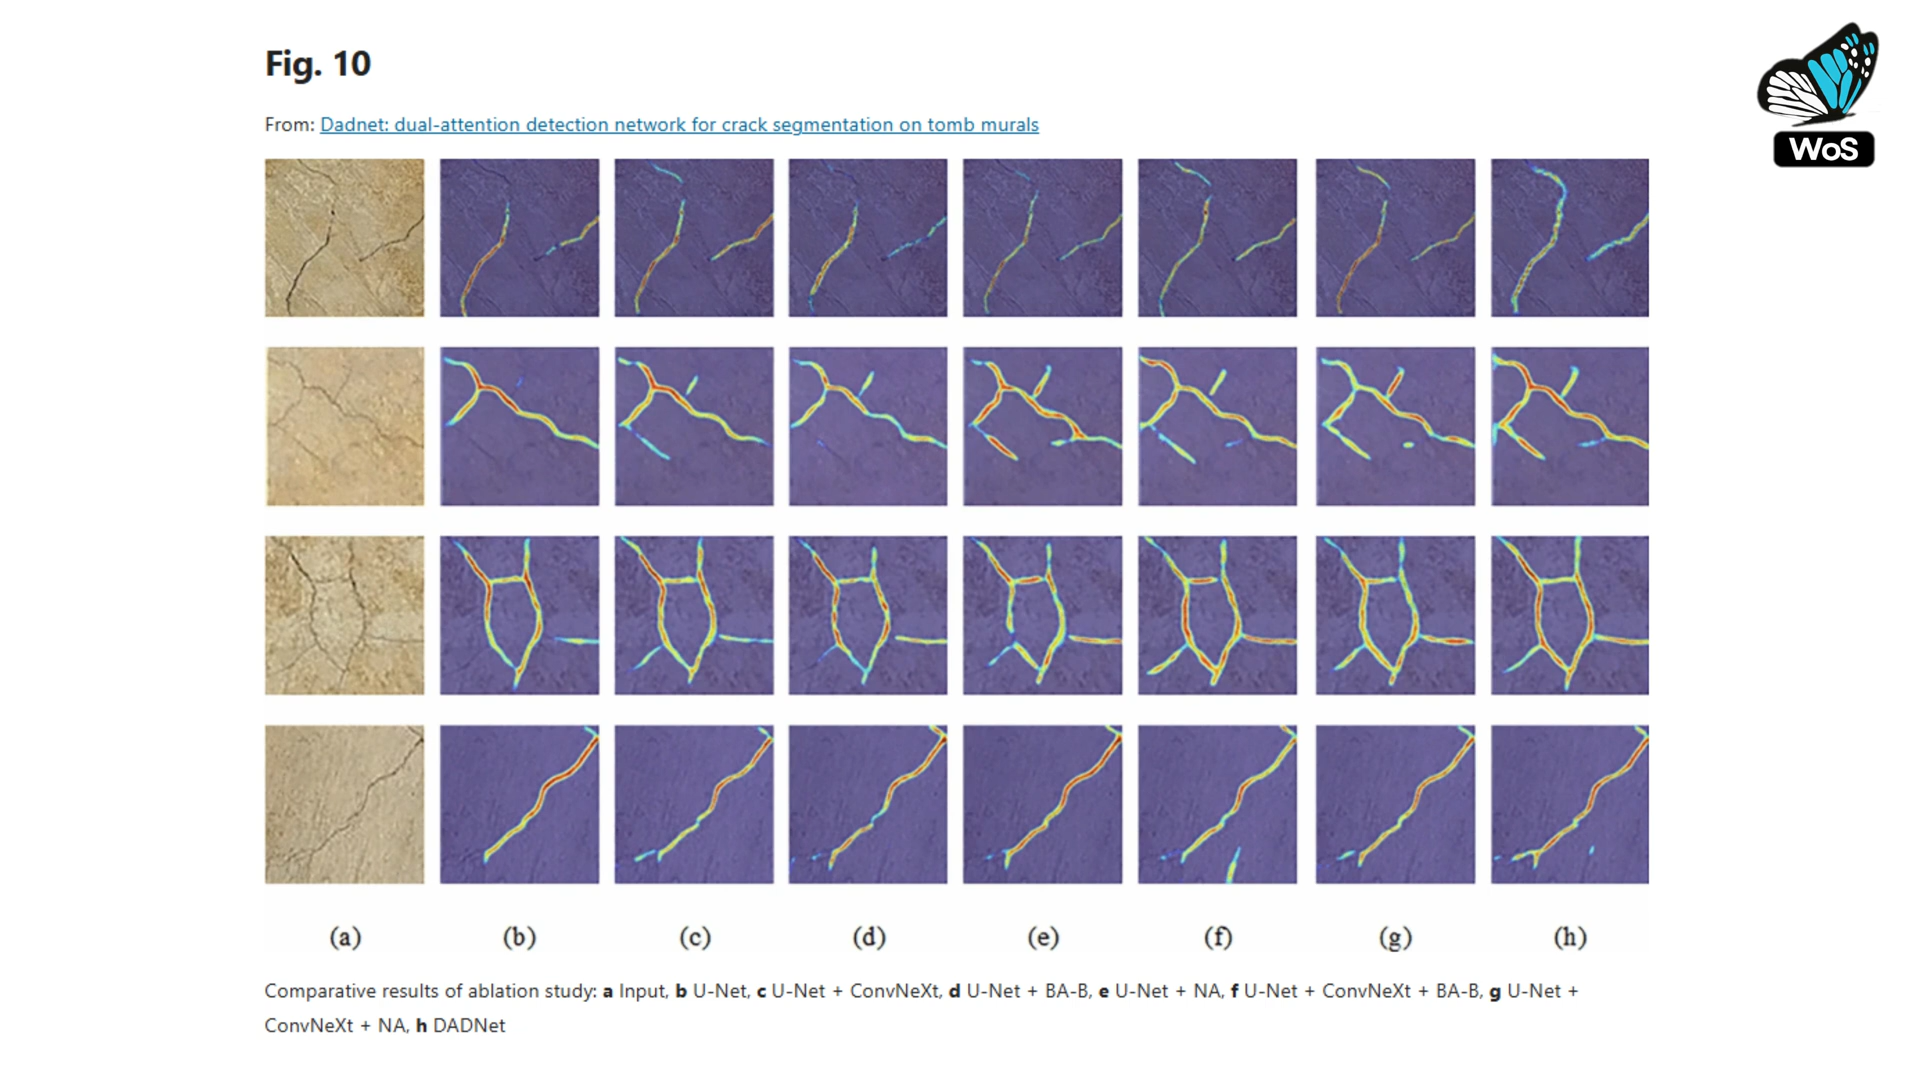 Fig. 10
WoS
From: Dadnet: dual-attention detection network for crack segmentation on tomb murals
(a) (b) (c) (d) (e) (f) (g) (h)
Comparative results of ablation study: a Input, b U-Net, c U-Net + ConvNeXt, d U-Net + BA-B, e U-Net + NA, f U-Net + ConvNeXt + BA-B, g U-Net +
ConvNeXt + NA, h DADNet